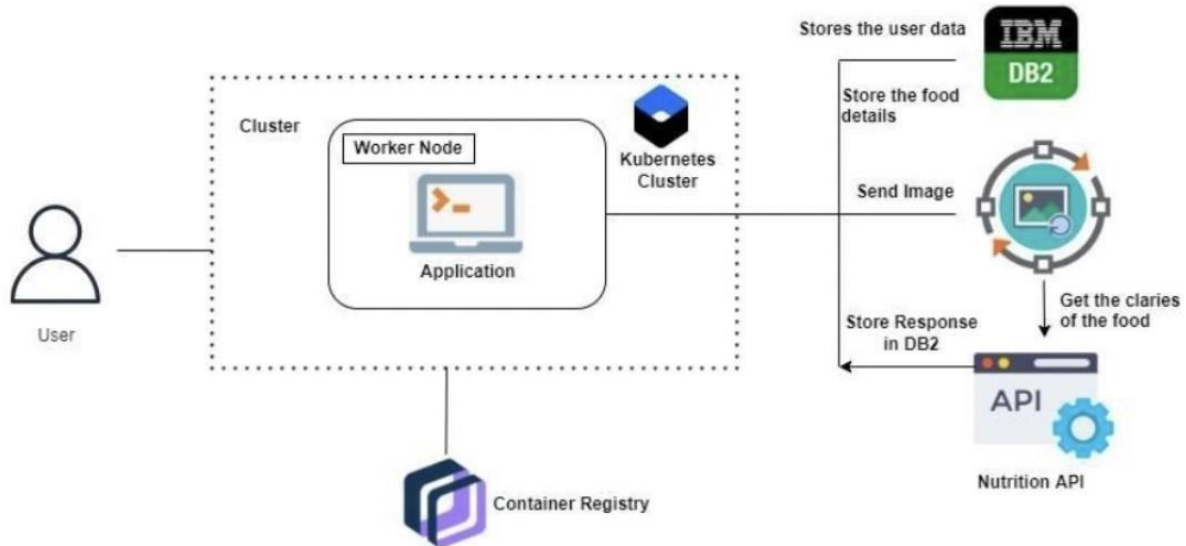 Stores the user data
IBM
DB2
Store the food
details
Cluster
Worker Node
Kubernetes
Cluster
Send Image
Application
User
Get the claries
of the food
Store Response
in DB2
API
Nutrition API
Container Registry